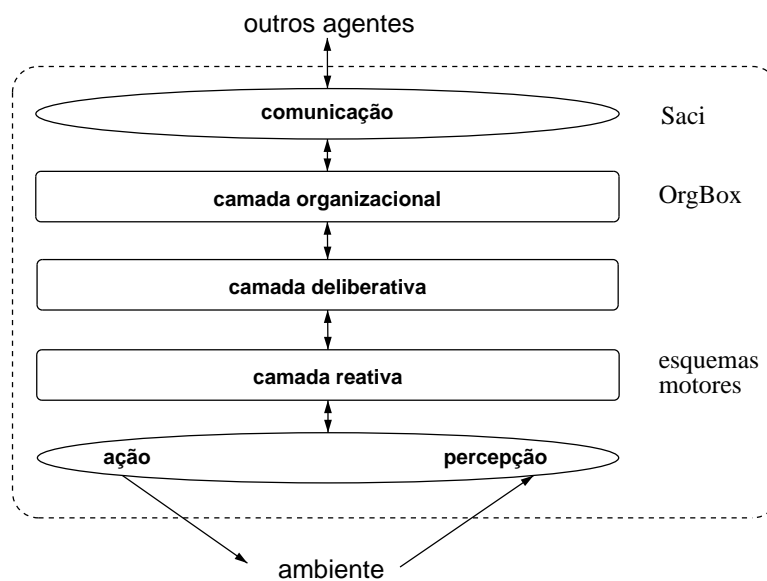 outros agentes
comunicação
Saci
camada organizacional
OrgBox
camada deliberativa
camada reativa
esquemas
motores
ação
percepção
ambiente